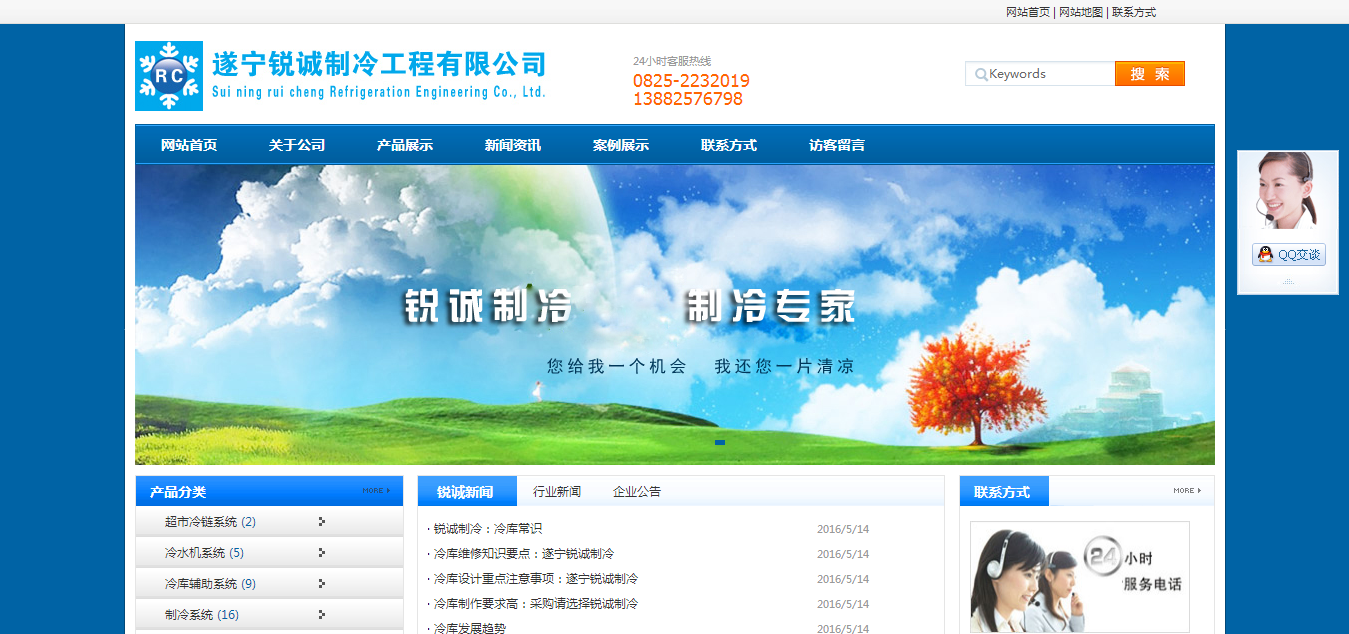 网站首页 | 网站地图 | 联系方式
RC
遂宁锐诚制冷工程有限公司
Sui ning rui cheng Refrigeration Engineering Co., Ltd.
24小时客服热线
0825-2232019
13882576798
Keywords
搜 索
网站首页 关于公司 产品展示 新闻资讯 案例展示 联系方式 访客留言
QQ交谈
锐诚制冷 制冷专家
您给我一个机会 我还您一片清凉
产品分类 MORE
超市冷链系统 (2)
冷水机系统 (5)
冷库辅助系统 (9)
制冷系统 (16)
锐诚新闻 行业新闻 企业公告
· 锐诚制冷：冷库常识 2016/5/14
· 冷库维修知识要点：遂宁锐诚制冷 2016/5/14
· 冷库设计重点注意事项：遂宁锐诚制冷 2016/5/14
· 冷库制作要求高：采购请选择锐诚制冷 2016/5/14
· 冷库发展趋势 2016/5/14
联系方式 MORE
24小时
服务电话